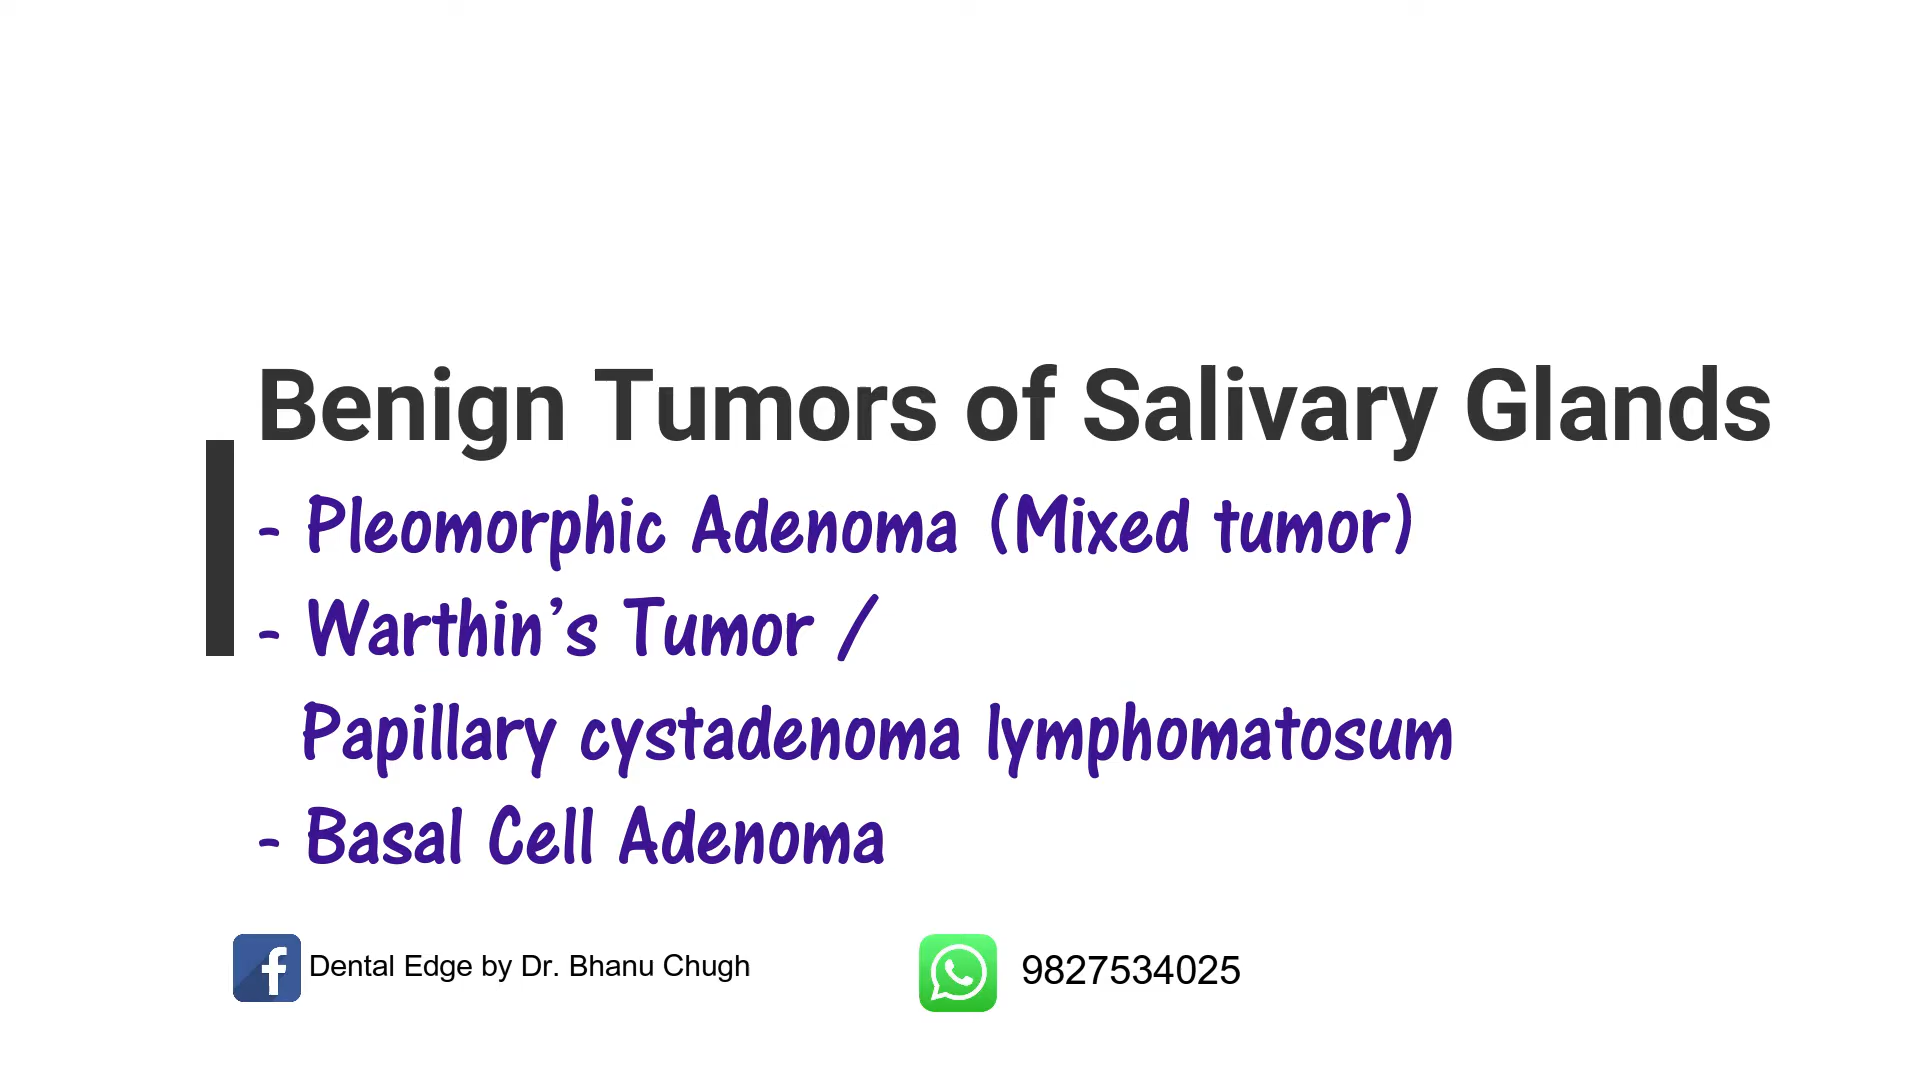 Benign Tumors of Salivary Glands
- Pleomorphic Adenoma (Mixed tumor)
- Warthin’s Tumor /
Papillary cystadenoma lymphomatosum
- Basal Cell Adenoma
Dental Edge by Dr. Bhanu Chugh
9827534025